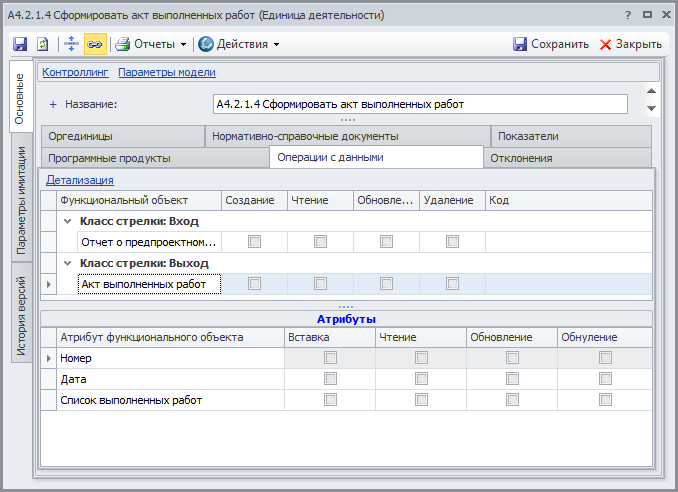 A4.2.1.4 Сформировать акт выполненных работ (Единица деятельности)
Отчеты Действия Сохранить Закрыть
Основные
Параметры имитации
История версий
Контроллинг Параметры модели
Название: A4.2.1.4 Сформировать акт выполненных работ
Оргединицы Нормативно-справочные документы Показатели
Программные продукты Операции с данными Отклонения
Детализация
Функциональный объект Создание Чтение Обновле... Удаление Код
Класс стрелки: Вход
Отчет о предпроектном...
Класс стрелки: Выход
Акт выполненных работ
Атрибуты
Атрибут функционального объекта Вставка Чтение Обновление Обнуление
Номер
Дата
Список выполненных работ